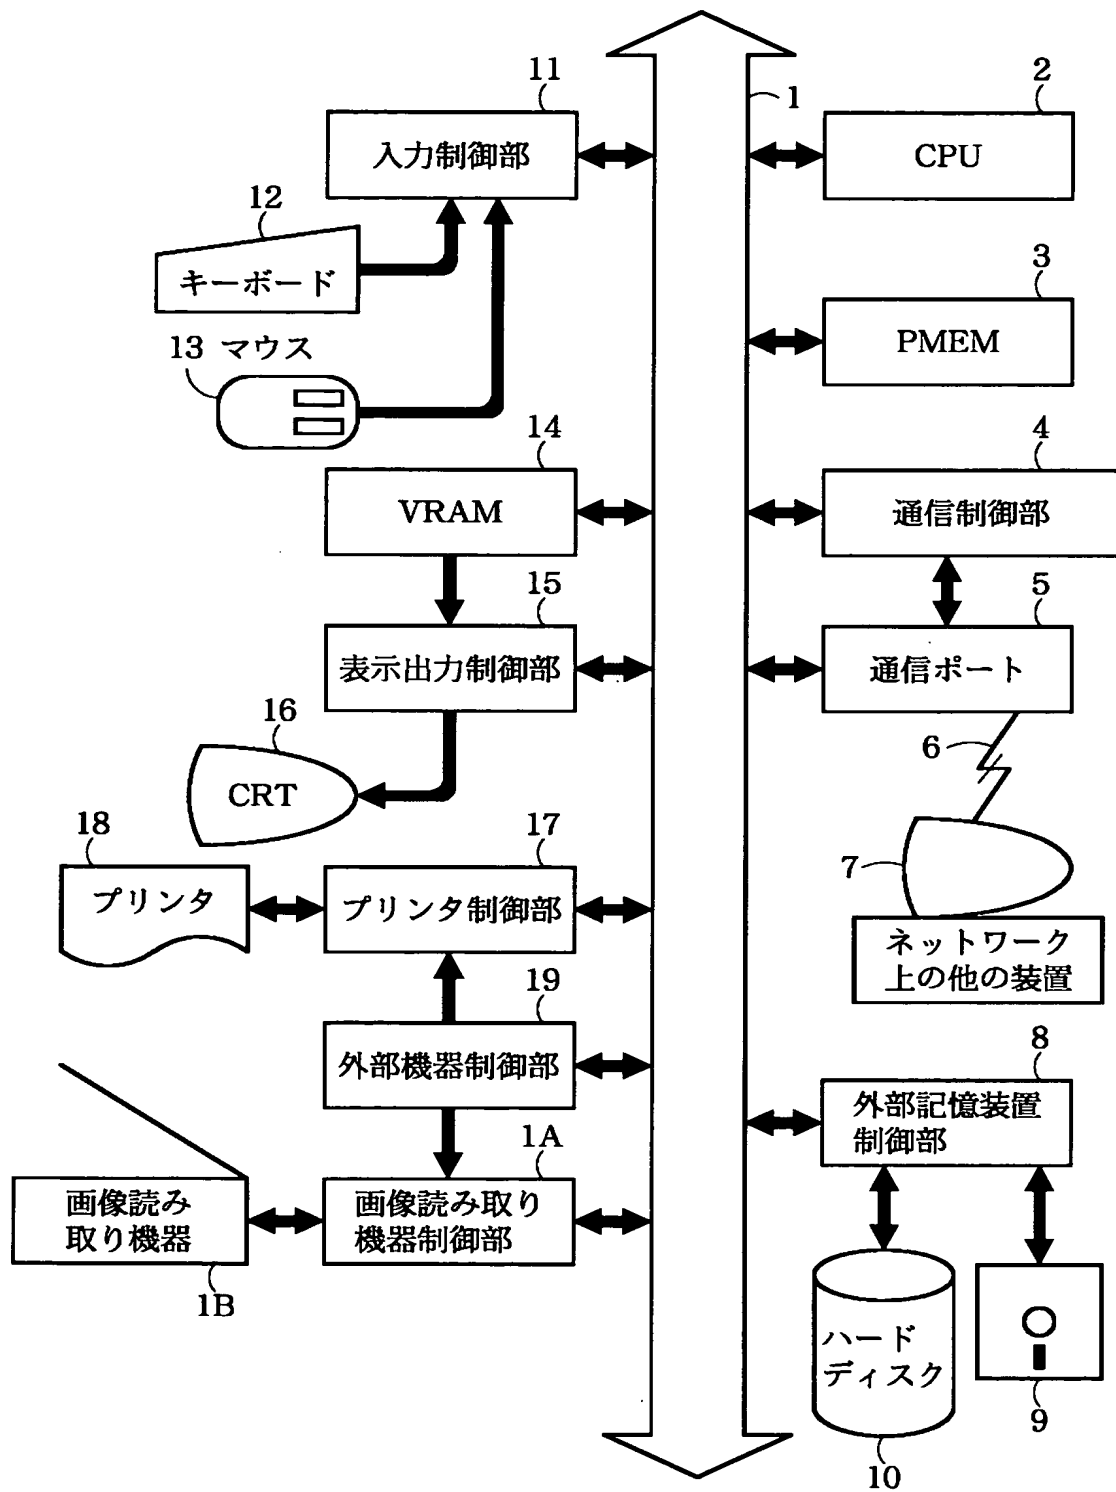 11
入力制御部
12
キーボード
13 マウス
14
VRAM
15
表示出力制御部
16
CRT
17
プリンタ制御部
18
プリンタ
19
外部機器制御部
1A
画像読み取り
機器制御部
画像読み
取り機器
1B
1
2
CPU
3
PMEM
4
通信制御部
5
通信ポート
6
7
ネットワーク
上の他の装置
8
外部記憶装置
制御部
ハード
ディスク
10
9